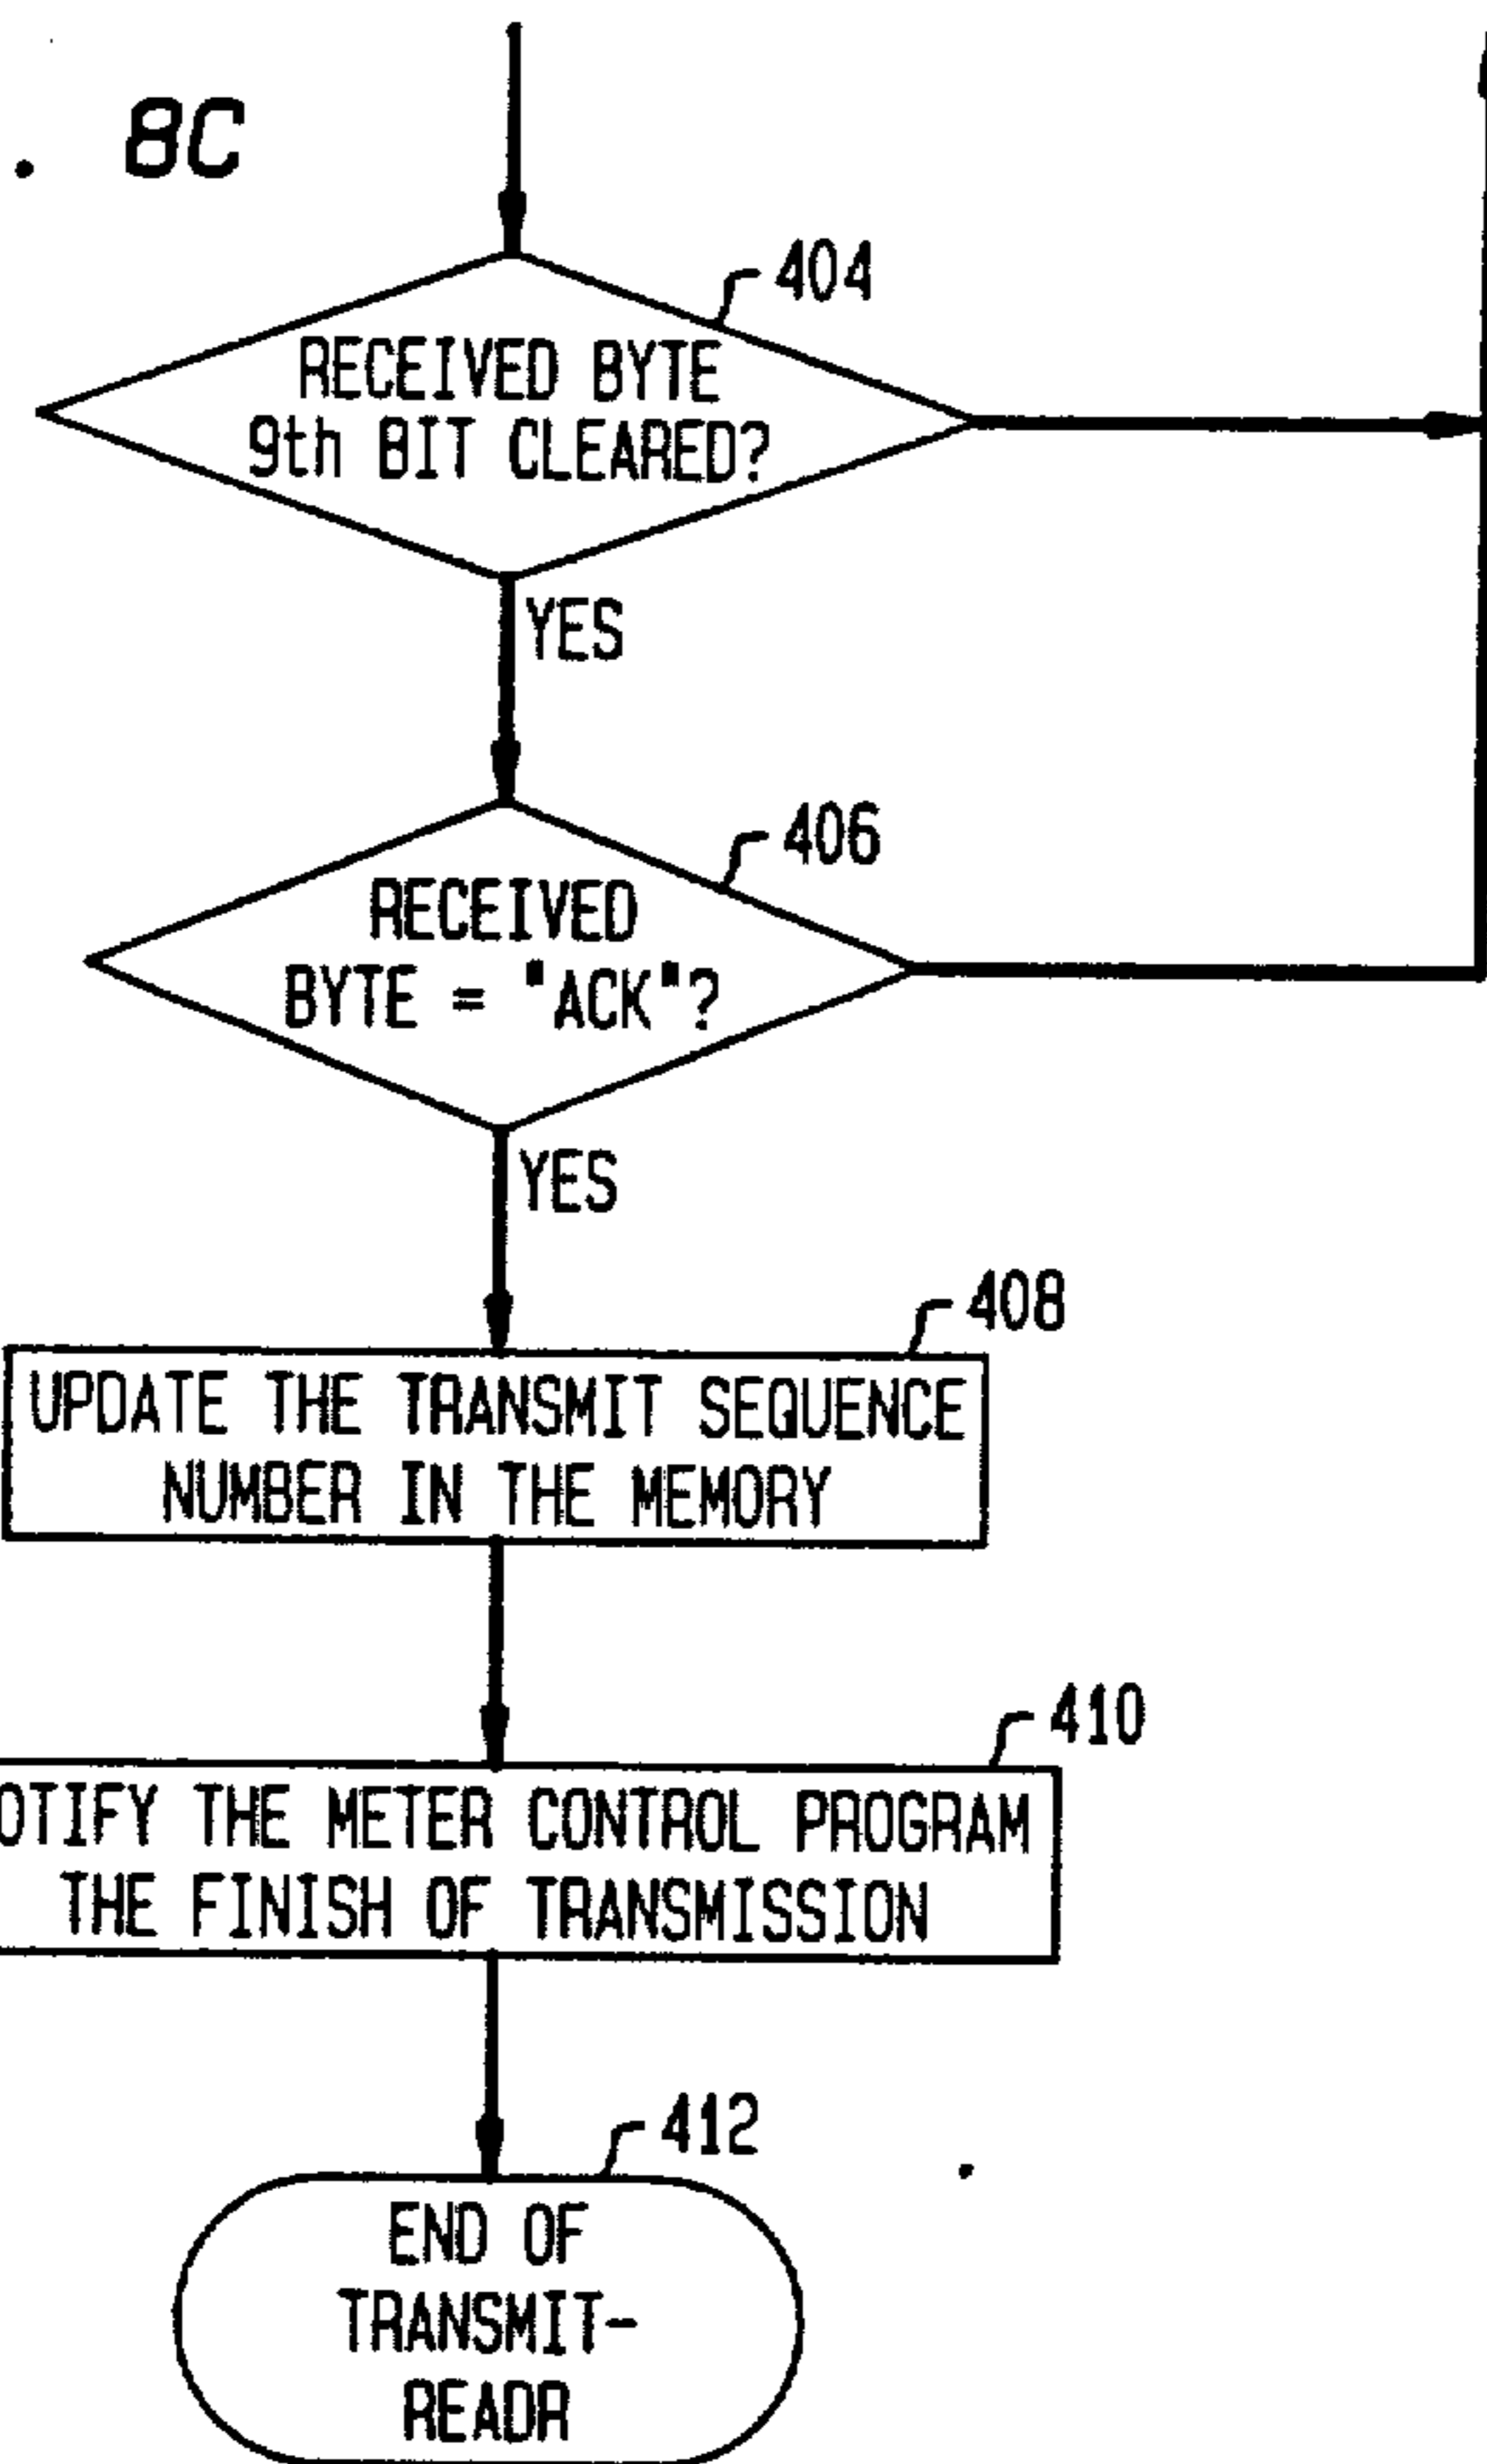 . 8C
404
RECEIVED BYTE
9th BIT CLEARED?
YES
406
RECEIVED
BYTE = "ACK"?
YES
408
UPDATE THE TRANSMIT SEQUENCE
NUMBER IN THE MEMORY
410
OTIFY THE METER CONTROL PROGRAM
THE FINISH OF TRANSMISSION
412
END OF
TRANSMIT-
READR